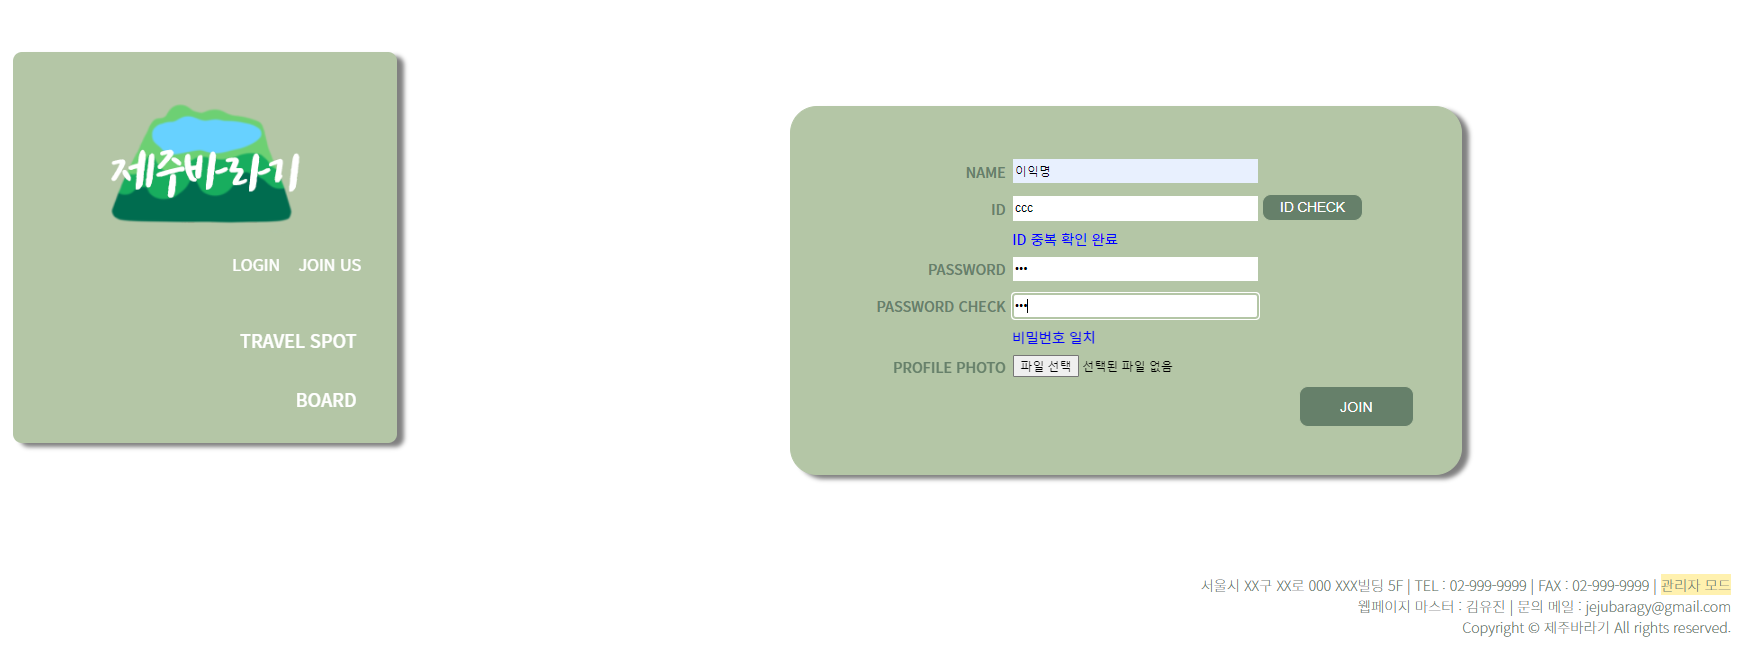 제주바라기
LOGIN JOIN US
TRAVEL SPOT
BOARD
NAME 이익명
ID ccc ID CHECK
ID 중복 확인 완료
PASSWORD •••
PASSWORD CHECK •••
비밀번호 일치
PROFILE PHOTO 파일 선택 선택된 파일 없음
JOIN
서울시 XX구 XX로 000 XXX빌딩 5F | TEL : 02-999-9999 | FAX : 02-999-9999 | 관리자 모드
웹페이지 마스터 : 김유진 | 문의 메일 : jejubaragy@gmail.com
Copyright © 제주바라기 All rights reserved.